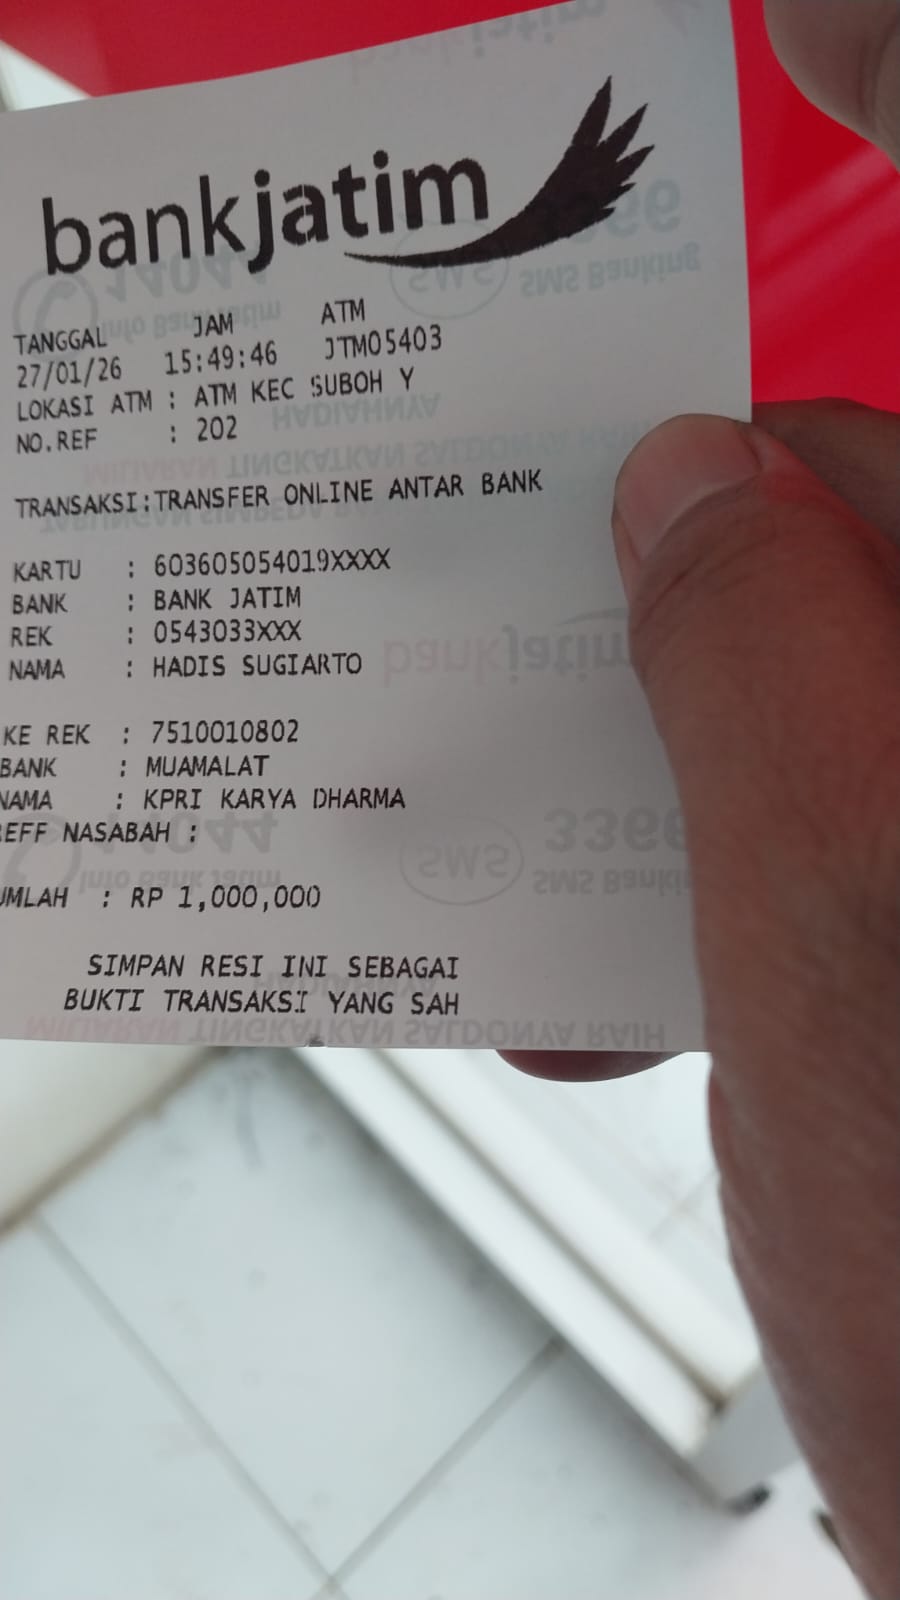 bankjatim
TANGGAL JAM ATM
27/01/26 15:49:46 JTM05403
LOKASI ATM : ATM KEC SUBOH Y
NO.REF : 202
TRANSAKSI:TRANSFER ONLINE ANTAR BANK
KARTU : 603605054019XXXX
BANK : BANK JATIM
REK : 0543033XXX
NAMA : HADIS SUGIARTO
KE REK : 7510010802
BANK : MUAMALAT
NAMA : KPRI KARYA DHARMA
REFF NASABAH :
JUMLAH : RP 1,000,000
SIMPAN RESI INI SEBAGAI
BUKTI TRANSAKSI YANG SAH